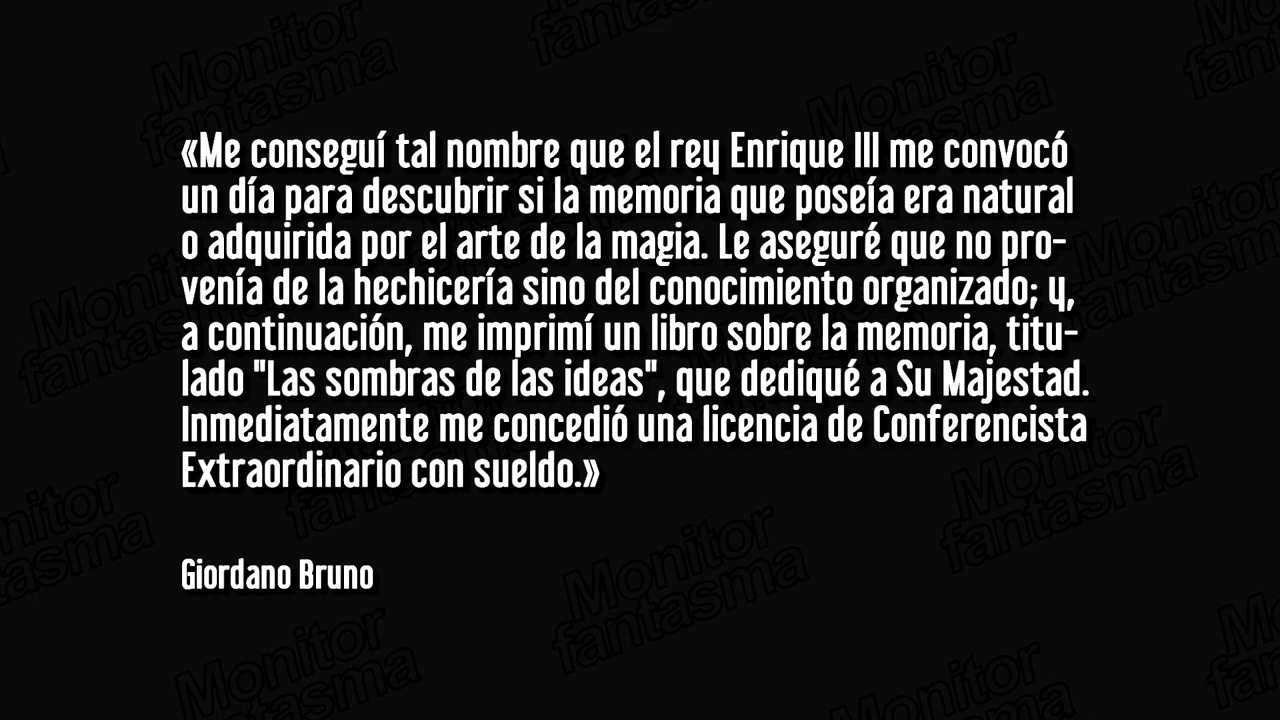 «Me conseguí tal nombre que el rey Enrique III me convocó
un día para descubrir si la memoria que poseía era natural
o adquirida por el arte de la magia. Le aseguré que no pro-
venía de la hechicería sino del conocimiento organizado; y,
a continuación, me imprimí un libro sobre la memoria, titu-
lado "Las sombras de las ideas", que dediqué a Su Majestad.
Inmediatamente me concedió una licencia de Conferencista
Extraordinario con sueldo.»
Giordano Bruno
Monitor
fantasma